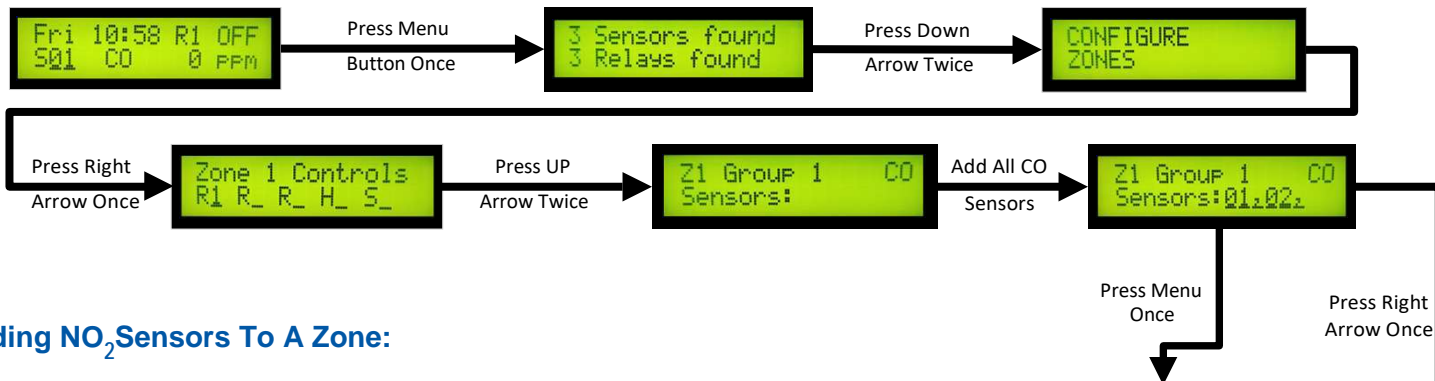 Fri 10:58 R1 OFF
S01 CO 0 PPM
Press Menu
Button Once
3 Sensors found
3 Relays found
Press Down
Arrow Twice
CONFIGURE
ZONES
Press Right
Arrow Once
Zone 1 Controls
R1 R_ R_ H_ S_
Press UP
Arrow Twice
Z1 Group 1 CO
Sensors:
Add All CO
Sensors
Z1 Group 1 CO
Sensors:01,02,
Press Menu
Once
Press Right
Arrow Once
ding NO2Sensors To A Zone: